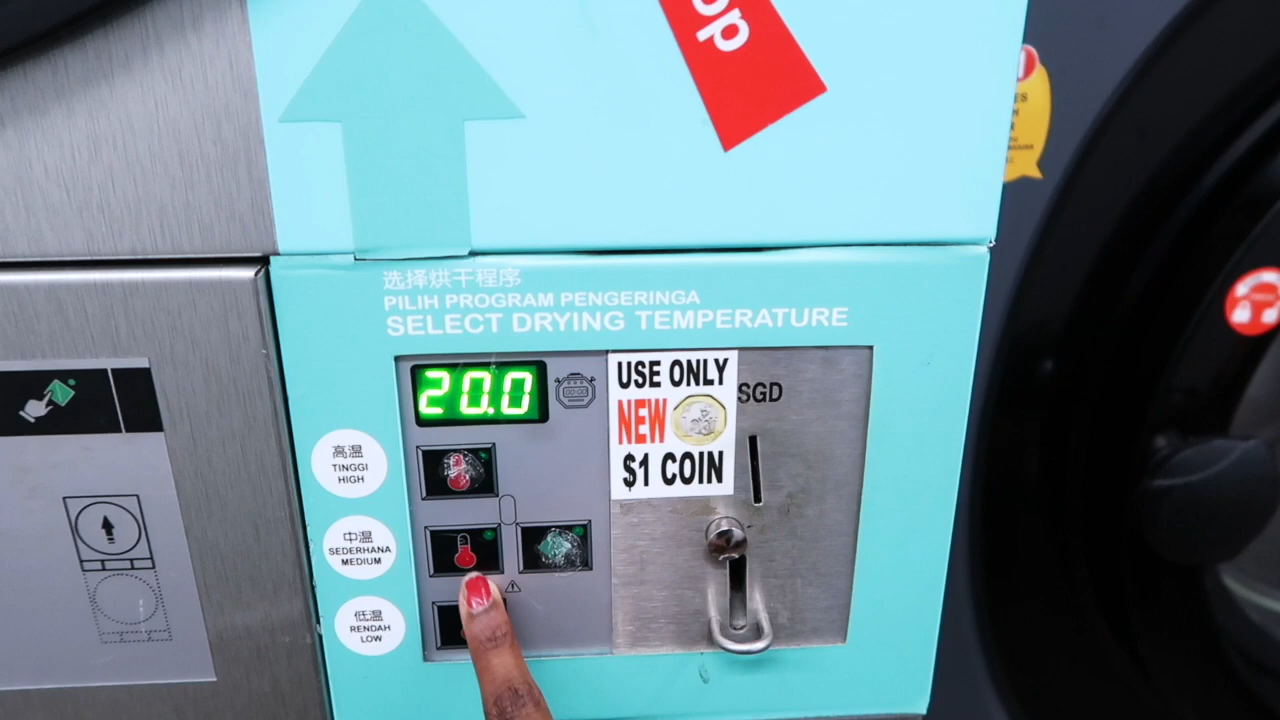 op
选择烘干程序
PILIH PROGRAM PENGERINGA
SELECT DRYING TEMPERATURE
20.0
USE ONLY
NEW
$1 COIN
SGD
高温
TINGGI
HIGH
中温
SEDERHANA
MEDIUM
低温
RENDAH
LOW